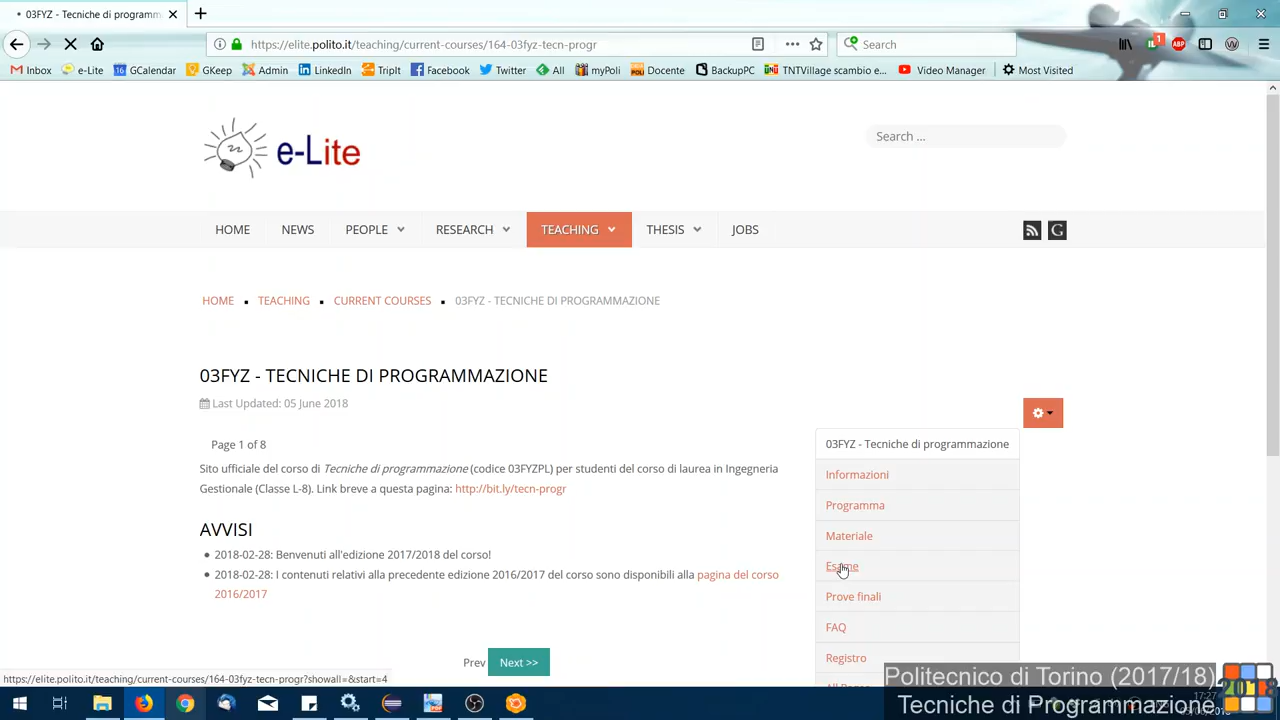 03FYZ - Tecniche di programm
https://elite.polito.it/teaching/current-courses/164-03fyz-tecn-progr
Search
1
ABP
Inbox e-Lite GCalendar GKeep Admin LinkedIn TripIt Facebook Twitter All myPoli Docente BackupPC TNTVillage scambio e... Video Manager Most Visited
e-Lite
Search ...
HOME NEWS PEOPLE RESEARCH TEACHING THESIS JOBS
G
HOME TEACHING CURRENT COURSES 03FYZ - TECNICHE DI PROGRAMMAZIONE
03FYZ - TECNICHE DI PROGRAMMAZIONE
Last Updated: 05 June 2018
Page 1 of 8
Sito ufficiale del corso di Tecniche di programmazione (codice 03FYZPL) per studenti del corso di laurea in Ingegneria
Gestionale (Classe L-8). Link breve a questa pagina: http://bit.ly/tecn-progr
AVVISI
2018-02-28: Benvenuti all'edizione 2017/2018 del corso!
2018-02-28: I contenuti relativi alla precedente edizione 2016/2017 del corso sono disponibili alla pagina del corso
2016/2017
Prev Next >>
03FYZ - Tecniche di programmazione
Informazioni
Programma
Materiale
Esame
Prove finali
FAQ
Registro
https://elite.polito.it/teaching/current-courses/164-03fyz-tecn-progr?showall=&start=4
Politecnico di Torino (2017/18)
Tecniche di Programmazione
2018
17:27